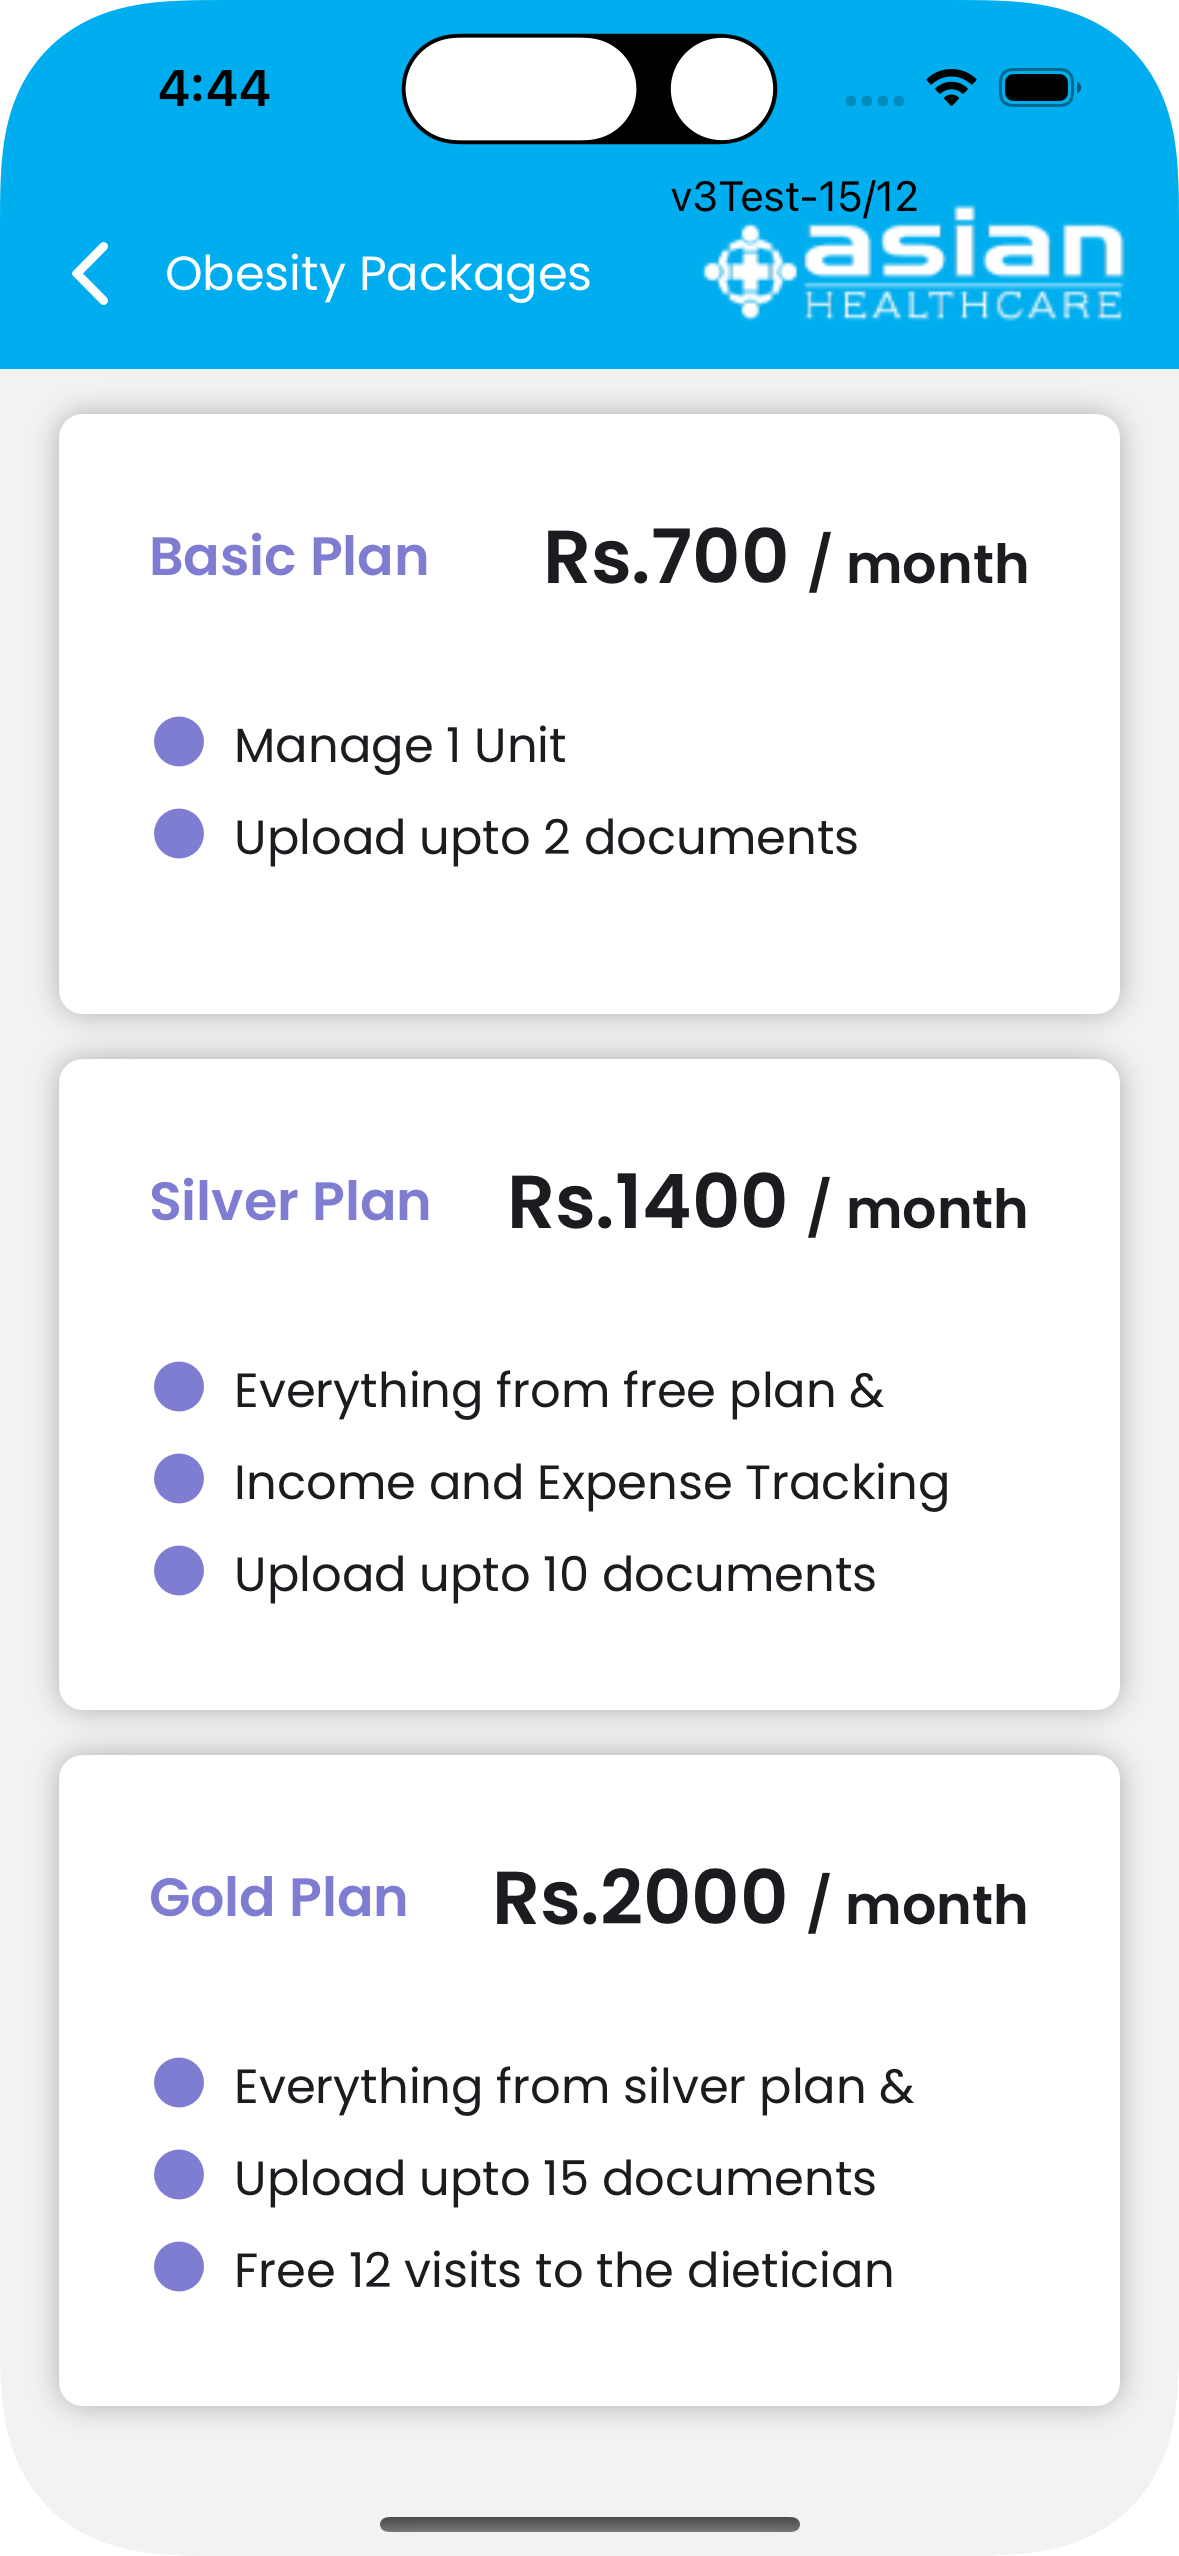 4:44
v3Test-15/12
Obesity Packages
asian
HEALTHCARE
Basic Plan
Rs.700 / month
Manage 1 Unit
Upload upto 2 documents
Silver Plan
Rs.1400 / month
Everything from free plan &
Income and Expense Tracking
Upload upto 10 documents
Gold Plan
Rs.2000 / month
Everything from silver plan &
Upload upto 15 documents
Free 12 visits to the dietician